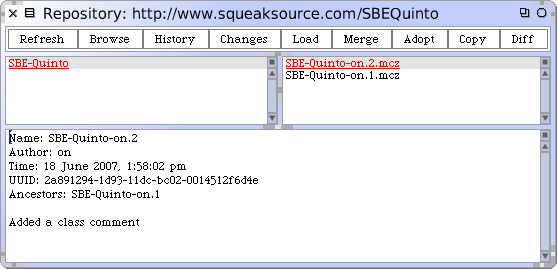 Repository: http://www.squeaksource.com/SBEQuinto
Refresh Browse History Changes Load Merge Adopt Copy Diff
SBE-Quinto
SBE-Quinto-on.2.mcz
SBE-Quinto-on.1.mcz
Name: SBE-Quinto-on.2
Author: on
Time: 18 June 2007, 1:58:02 pm
UUID: 2a891294-1d93-11dc-bc02-0014512f6d4e
Ancestors: SBE-Quinto-on.1
Added a class comment